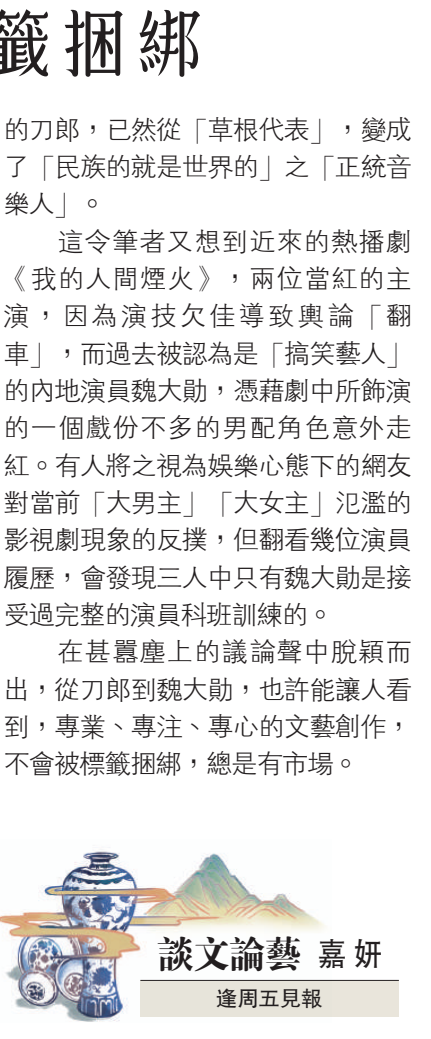 籤捆綁
的刀郎，已然從「草根代表」，變成
了「民族的就是世界的」之「正統音
樂人」。
這令筆者又想到近來的熱播劇
《我的人間煙火》，兩位當紅的主
演，因為演技欠佳導致輿論「翻
車」，而過去被認為是「搞笑藝人」
的內地演員魏大勛，憑藉劇中所飾演
的一個戲份不多的男配角色意外走
紅。有人將之視為娛樂心態下的網友
對當前「大男主」「大女主」氾濫的
影視劇現象的反撲，但翻看幾位演員
履歷，會發現三人中只有魏大勛是接
受過完整的演員科班訓練的。
在甚囂塵上的議論聲中脫穎而
出，從刀郎到魏大勛，也許能讓人看
到，專業、專注、專心的文藝創作，
不會被標籤捆綁，總是有市場。
談文論藝 嘉妍
逢周五見報